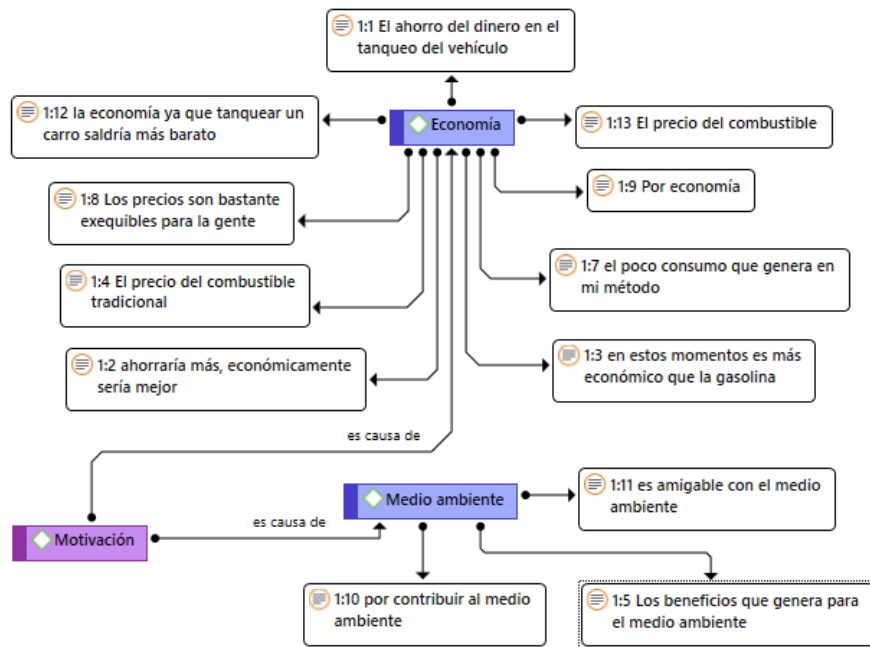 1:1 El ahorro del dinero en el
tanqueo del vehículo
1:12 la economía ya que tanquear un
carro saldría más barato
Economía
1:13 El precio del combustible
1:9 Por economía
1:8 Los precios son bastante
exequibles para la gente
1:7 el poco consumo que genera en
mi método
1:4 El precio del combustible
tradicional
1:3 en estos momentos es más
económico que la gasolina
1:2 ahorraría más, económicamente
sería mejor
es causa de
Medio ambiente
1:11 es amigable con el medio
ambiente
es causa de
Motivación
1:10 por contribuir al medio
ambiente
1:5 Los beneficios que genera para
el medio ambiente